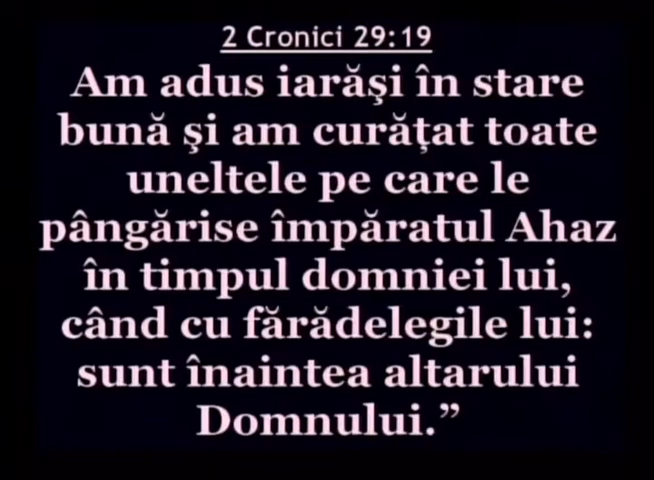 2 Cronici 29:19
Am adus iarăşi în stare
bună şi am curăţat toate
uneltele pe care le
pângărise împăratul Ahaz
în timpul domniei lui,
când cu fărădelegile lui:
sunt înaintea altarului
Domnului.”